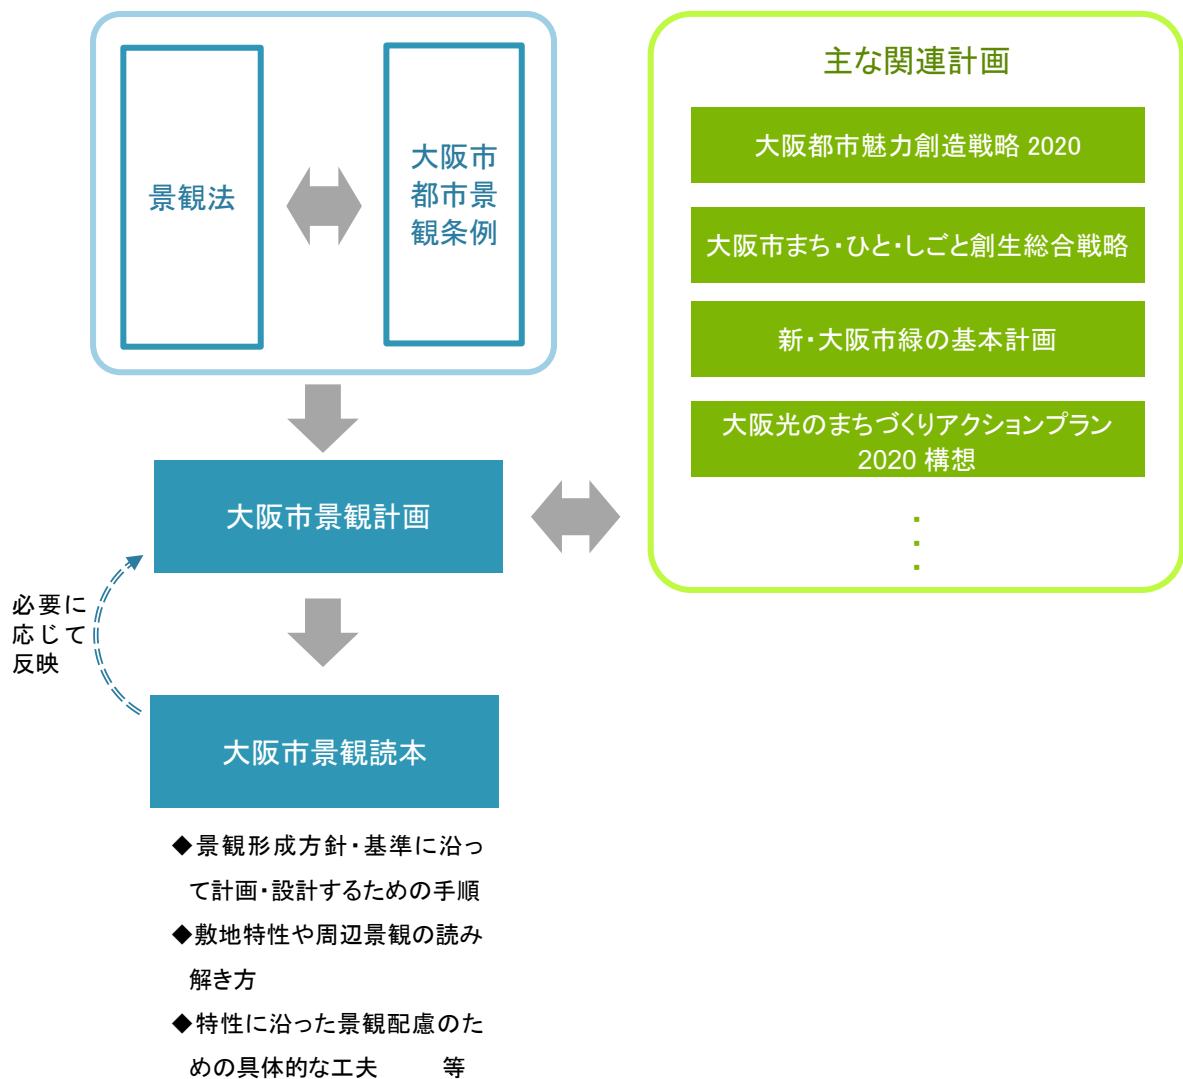 景観法
大阪市
都市景
観条例
主な関連計画
大阪都市魅力創造戦略 2020
大阪市まち・ひと・しごと創生総合戦略
新・大阪市緑の基本計画
大阪光のまちづくりアクションプラン
2020 構想
・
・
・
大阪市景観計画
必要に
応じて
反映
大阪市景観読本
◆景観形成方針・基準に沿っ
て計画・設計するための手順
◆敷地特性や周辺景観の読み
解き方
◆特性に沿った景観配慮のた
めの具体的な工夫　　　等